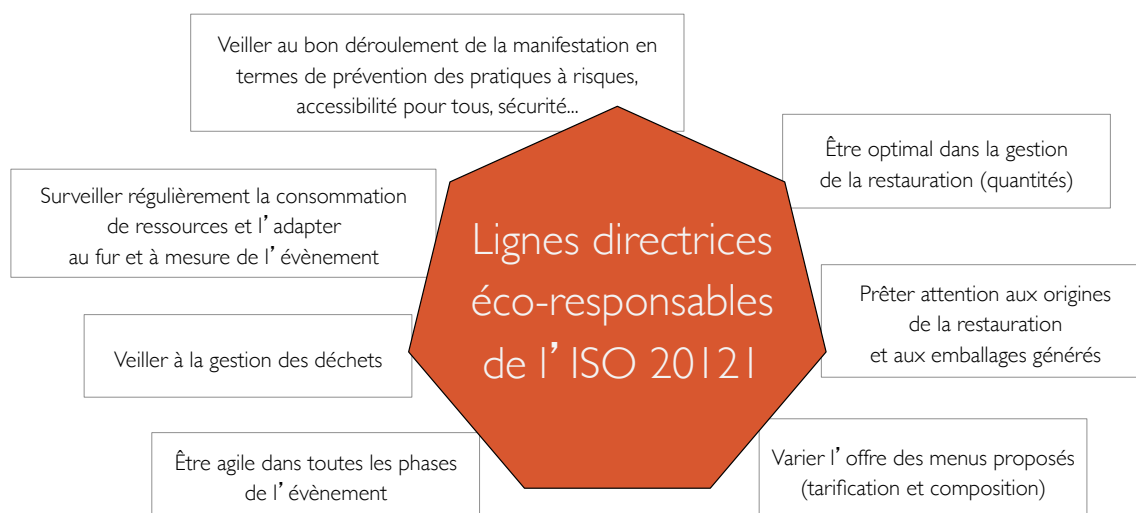 Veiller au bon déroulement de la manifestation en
termes de prévention des pratiques à risques,
accessibilité pour tous, sécurité...
Être optimal dans la gestion
de la restauration (quantités)
Surveiller régulièrement la consommation
de ressources et l’adapter
au fur et à mesure de l’évènement
Lignes directrices
éco-responsables
de l’ISO 20121
Prêter attention aux origines
de la restauration
et aux emballages générés
Veiller à la gestion des déchets
Être agile dans toutes les phases
de l’évènement
Varier l’offre des menus proposés
(tarification et composition)